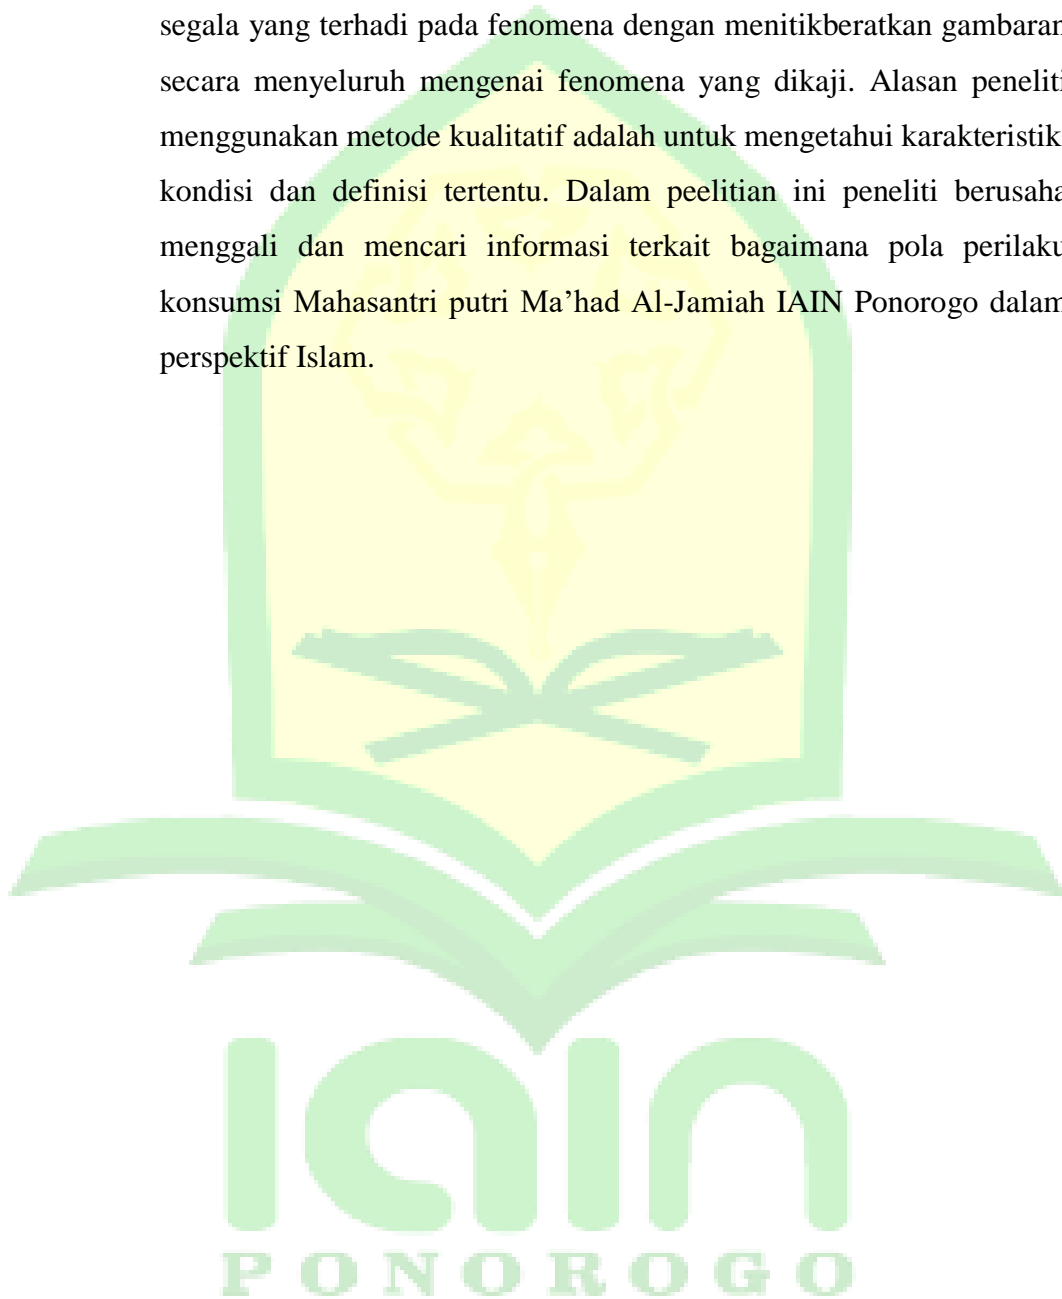 segala yang terhadi pada fenomena dengan menitikberatkan gambaran
secara menyeluruh mengenai fenomena yang dikaji. Alasan peneliti
menggunakan metode kualitatif adalah untuk mengetahui karakteristik
kondisi dan definisi tertentu. Dalam peelitian ini peneliti berusaha
menggali dan mencari informasi terkait bagaimana pola perilaku
konsumsi Mahasantri putri Ma’had Al-Jamiah IAIN Ponorogo dalam
perspektif Islam.
iain
PONOROGO